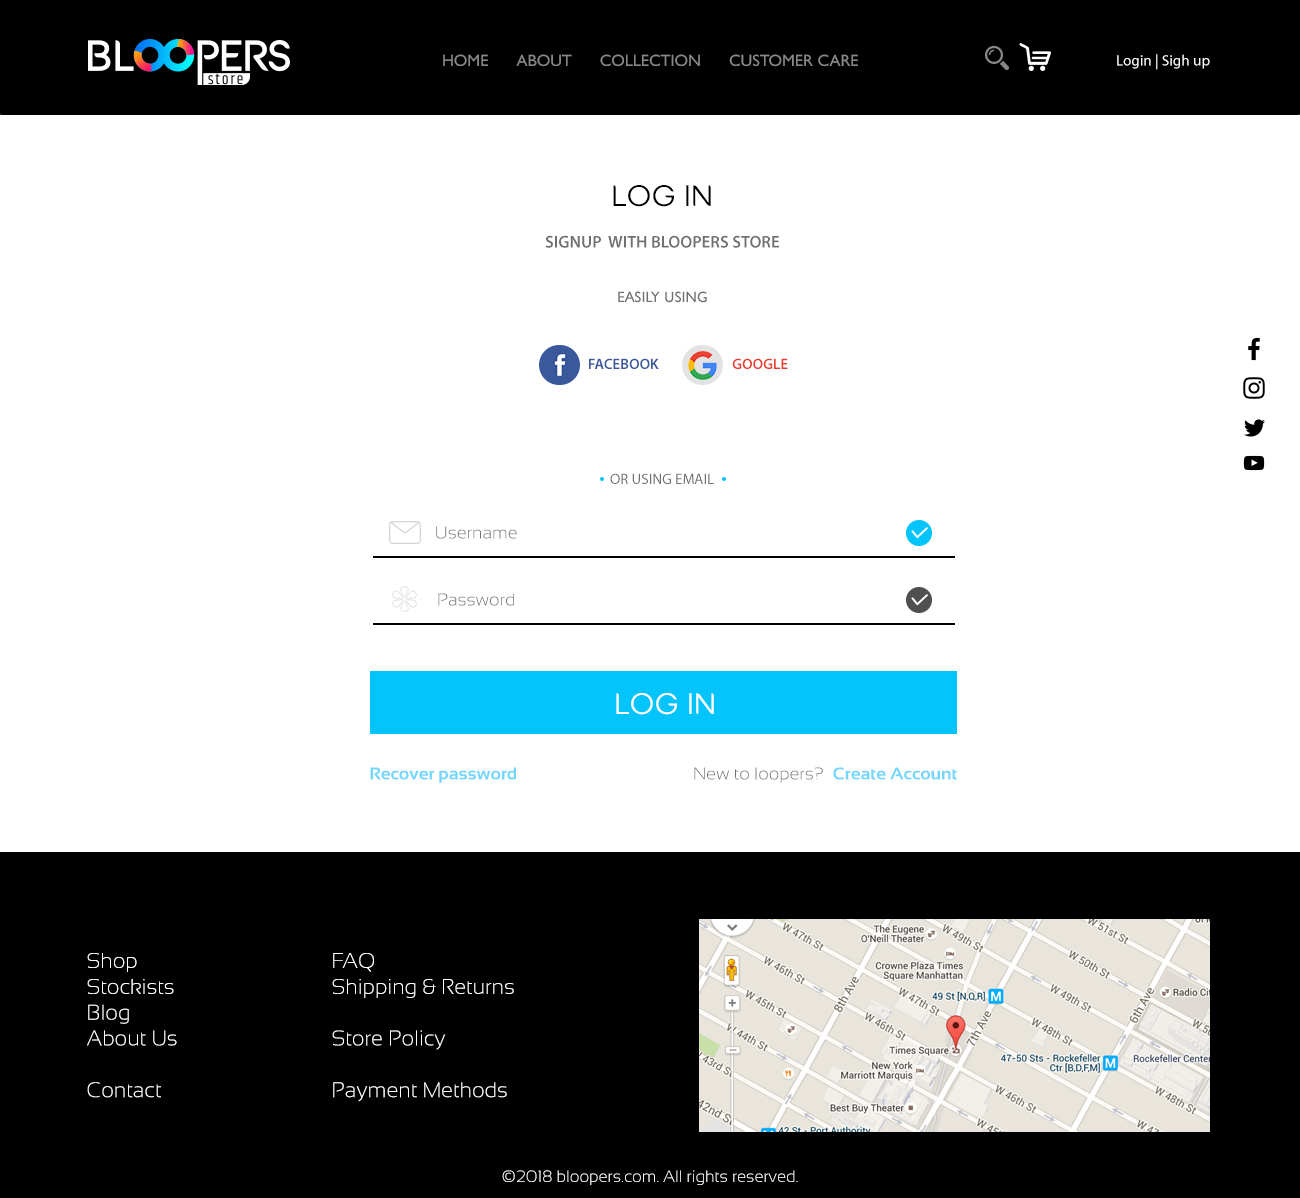 BLOOPERS
store
HOME ABOUT COLLECTION CUSTOMER CARE
Login | Sigh up
LOG IN
SIGNUP WITH BLOOPERS STORE
EASILY USING
FACEBOOK GOOGLE
• OR USING EMAIL •
Username
Password
LOG IN
Recover password
New to loopers? Create Account
Shop
Stockists
Blog
About Us
Contact
FAQ
Shipping & Returns
Store Policy
Payment Methods
The Eugene
O'Neill Theater
W 47th St
W 49th St
W 51st St
Crowne Plaza Times
Square Manhattan
W 50th St
W 46th St
8th Ave
49 St [N,Q,R]
Radio Cit
W 45th St
W 47th St
6th Ave
W 44th St
W 46th St
7th Ave
Times Square
47-50 Sts - Rockefeller
Ctr [B,D,F,M]
Rockefeller Center
43rd St
New York
Marriott Marquis
W 45th St
W 49th St
W 48th St
42nd St
Best Buy Theater
42 St - Port Authority
©2018 bloopers.com. All rights reserved.